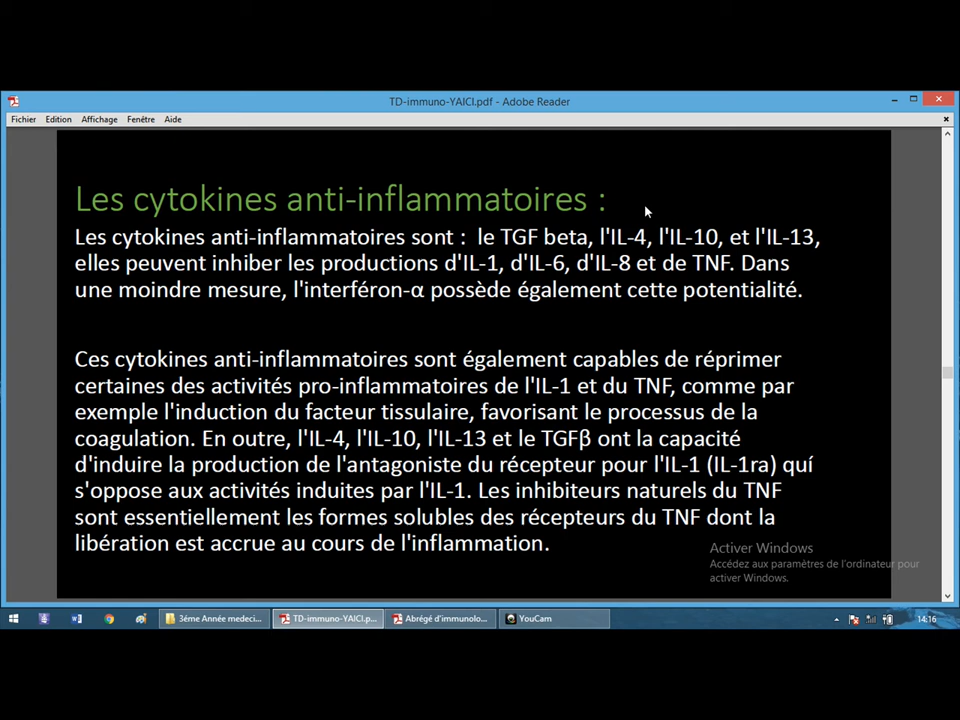 TD-immuno-YAICI.pdf - Adobe Reader
Fichier Edition Affichage Fenêtre Aide
Les cytokines anti-inflammatoires :
Les cytokines anti-inflammatoires sont : le TGF beta, l'IL-4, l'IL-10, et l'IL-13,
elles peuvent inhiber les productions d'IL-1, d'IL-6, d'IL-8 et de TNF. Dans
une moindre mesure, l'interféron-α possède également cette potentialité.
Ces cytokines anti-inflammatoires sont également capables de réprimer
certaines des activités pro-inflammatoires de l'IL-1 et du TNF, comme par
exemple l'induction du facteur tissulaire, favorisant le processus de la
coagulation. En outre, l'IL-4, l'IL-10, l'IL-13 et le TGFβ ont la capacité
d'induire la production de l'antagoniste du récepteur pour l'IL-1 (IL-1ra) quí
s'oppose aux activités induites par l'IL-1. Les inhibiteurs naturels du TNF
sont essentiellement les formes solubles des récepteurs du TNF dont la
libération est accrue au cours de l'inflammation.
Activer Windows
Accédez aux paramètres de l'ordinateur pour
activer Windows.
3éme Année medeci... TD-immuno-YAICI.p... Abrégé d'immunolo... YouCam 14:16